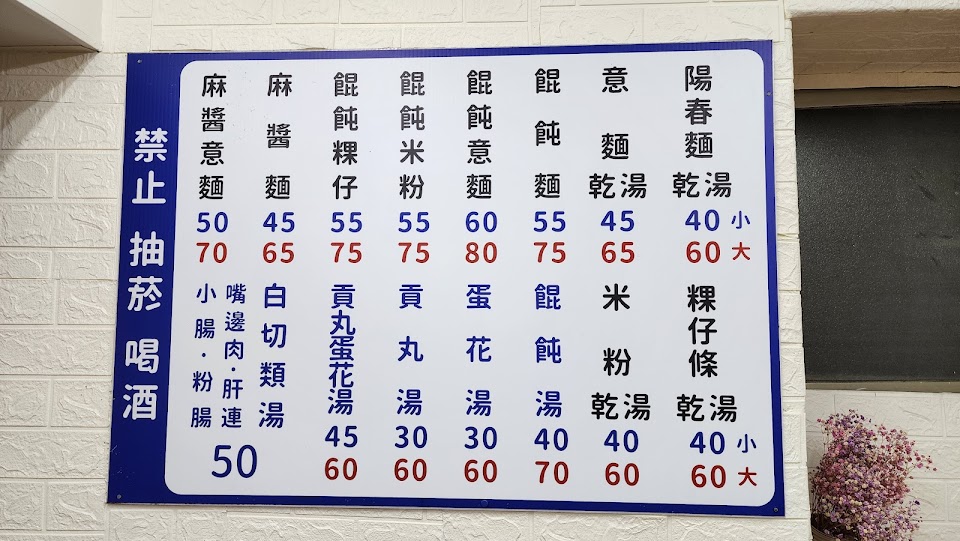 陽春麵 乾湯 40 小 60 大
意麵 乾湯 45 65
餛飩麵 55 75
餛飩意麵 60 80
餛飩米粉 55 75
餛飩粿仔 55 75
麻醬麵 45 65
麻醬意麵 50 70
粿仔條 乾湯 40 小 60 大
米粉 乾湯 40 60
餛飩湯 40 70
蛋花湯 30 60
貢丸湯 30 60
貢丸蛋花湯 45 60
白切類湯
嘴邊肉·肝連
小腸·粉腸
50
禁止 抽菸 喝酒